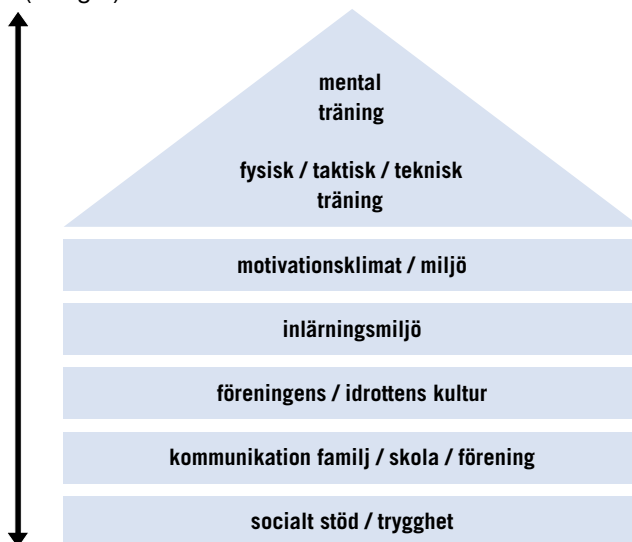 mental
träning
fysisk / taktisk / teknisk
träning
motivationsklimat / miljö
inlärningsmiljö
föreningens / idrottens kultur
kommunikation familj / skola / förening
socialt stöd / trygghet